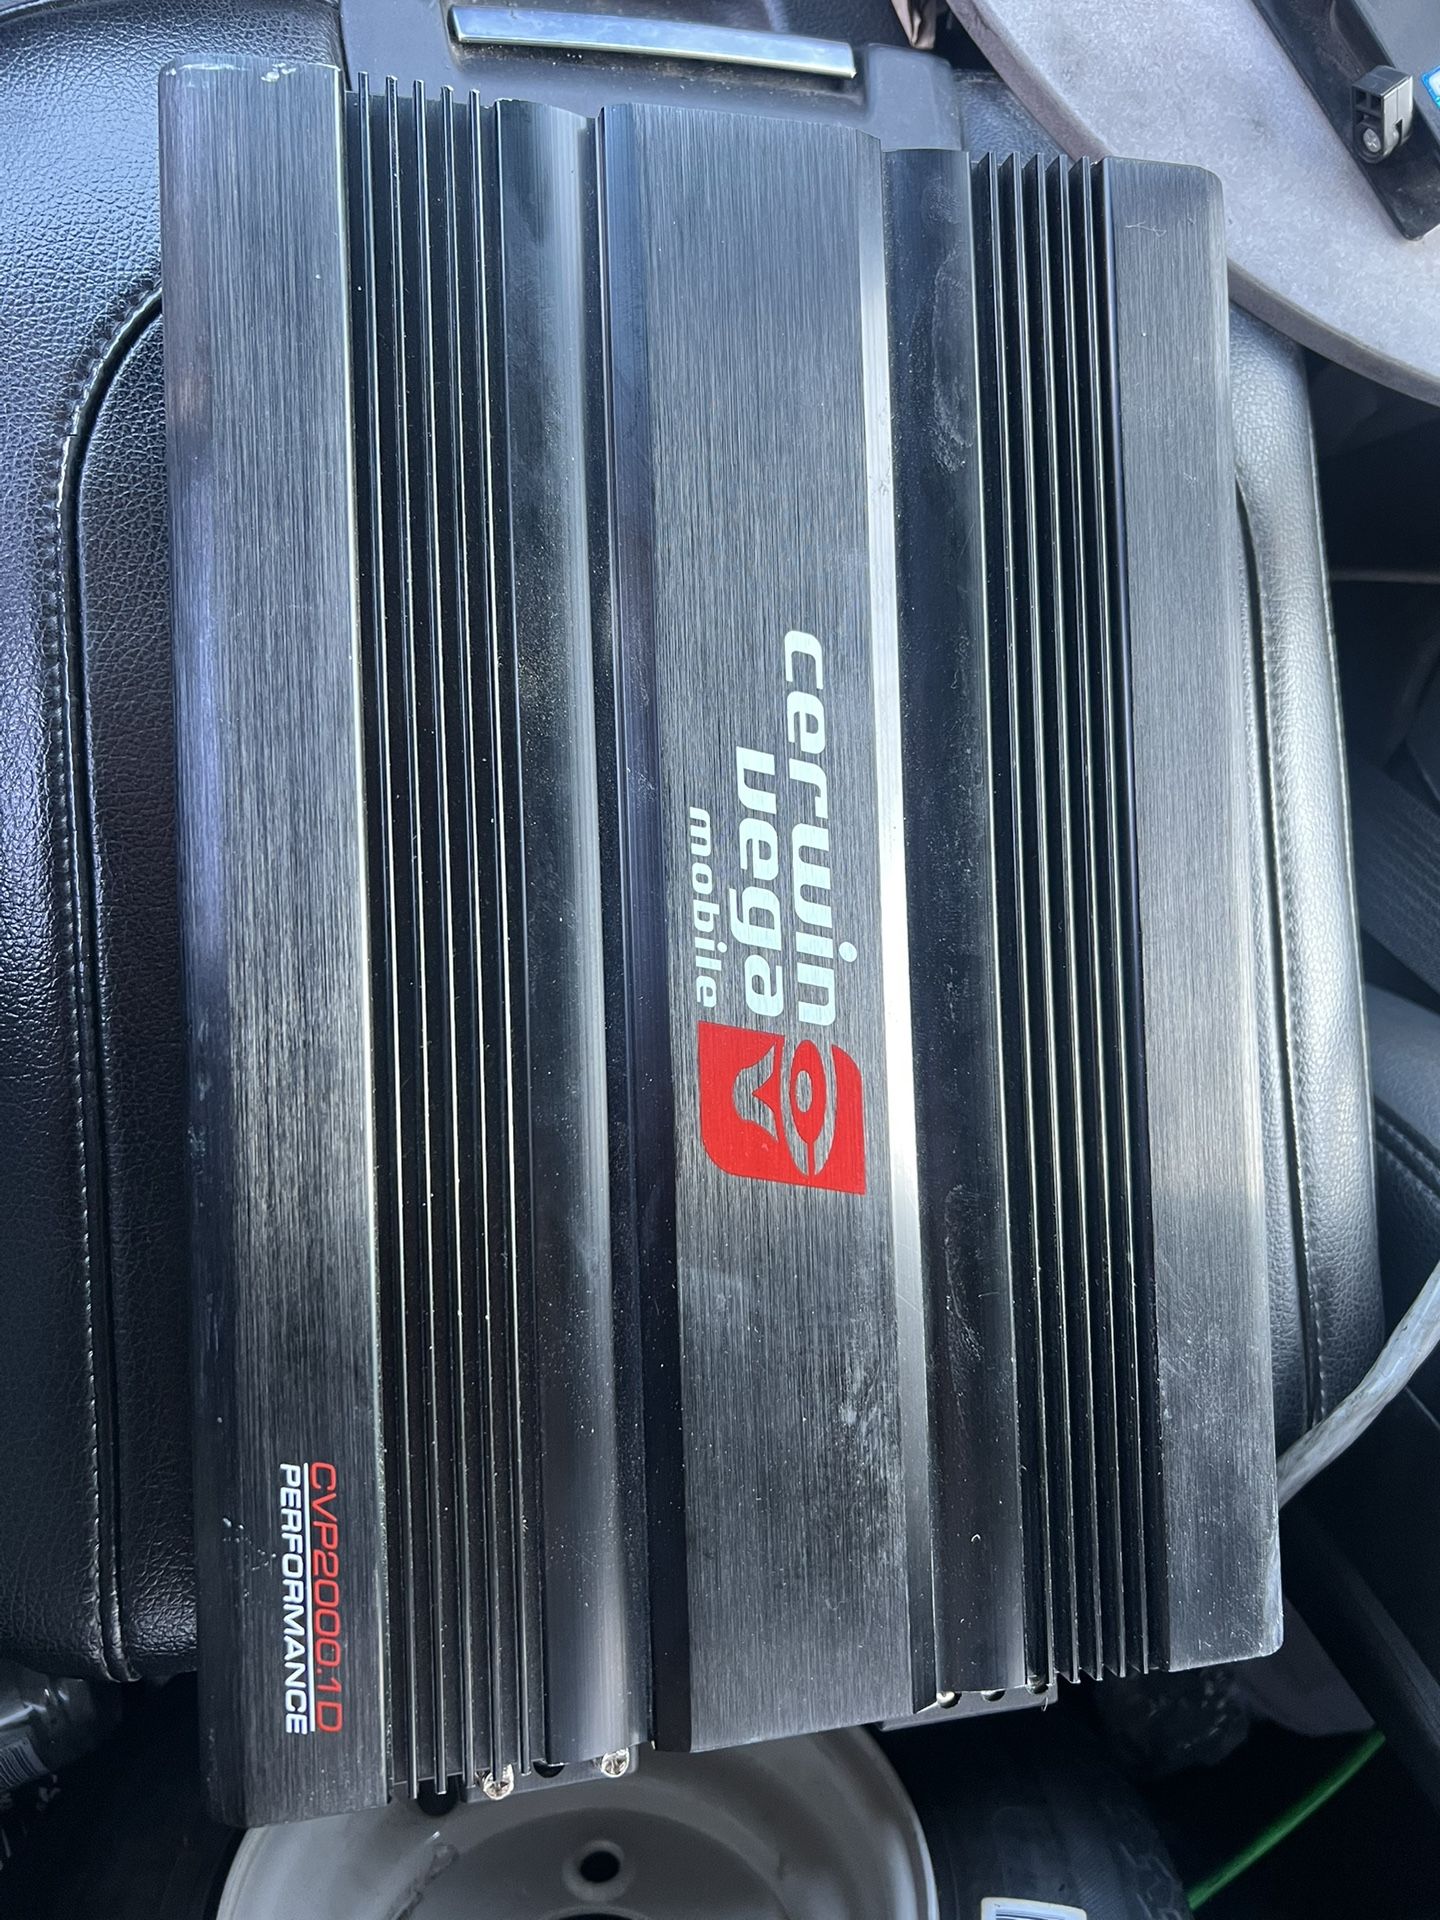 cerwin
vega
mobile
CVP2000.1D
PERFORMANCE